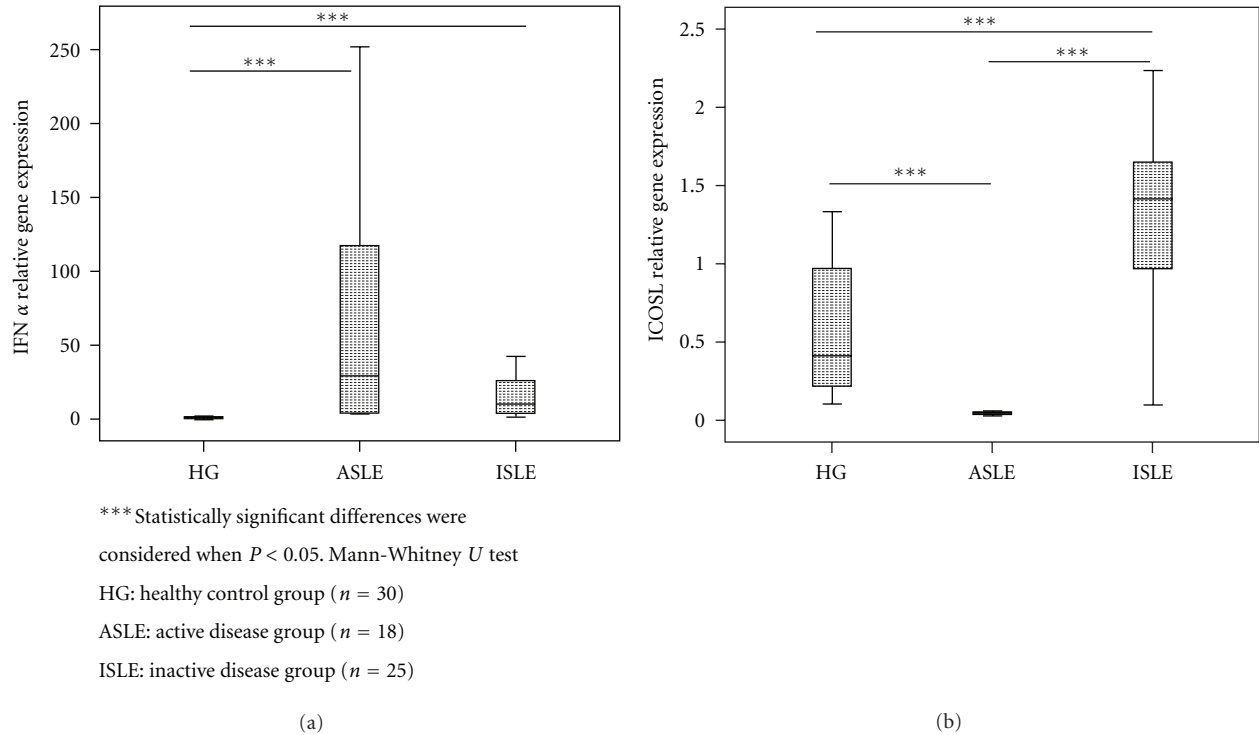 ***
***
250
200
150
100
50
0
IFN α relative gene expression
HG ASLE ISLE
***Statistically significant differences were
considered when P < 0.05. Mann-Whitney U test
HG: healthy control group (n = 30)
ASLE: active disease group (n = 18)
ISLE: inactive disease group (n = 25)
(a)
***
***
***
2.5
2
1.5
1
0.5
0
ICOSL relative gene expression
HG ASLE ISLE
(b)